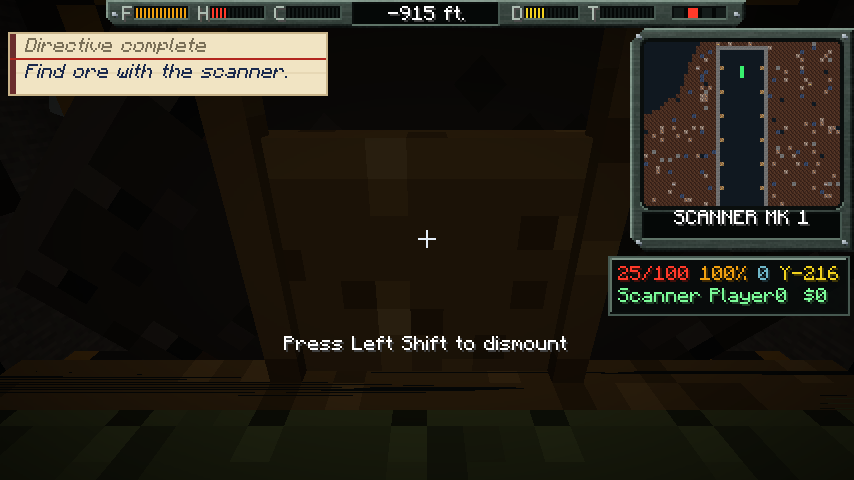 F H C -915 ft. D T
Directive complete
Find ore with the scanner.
SCANNER MK 1
25/100 100% 0 Y-216
Scanner Player0 $0
Press Left Shift to dismount